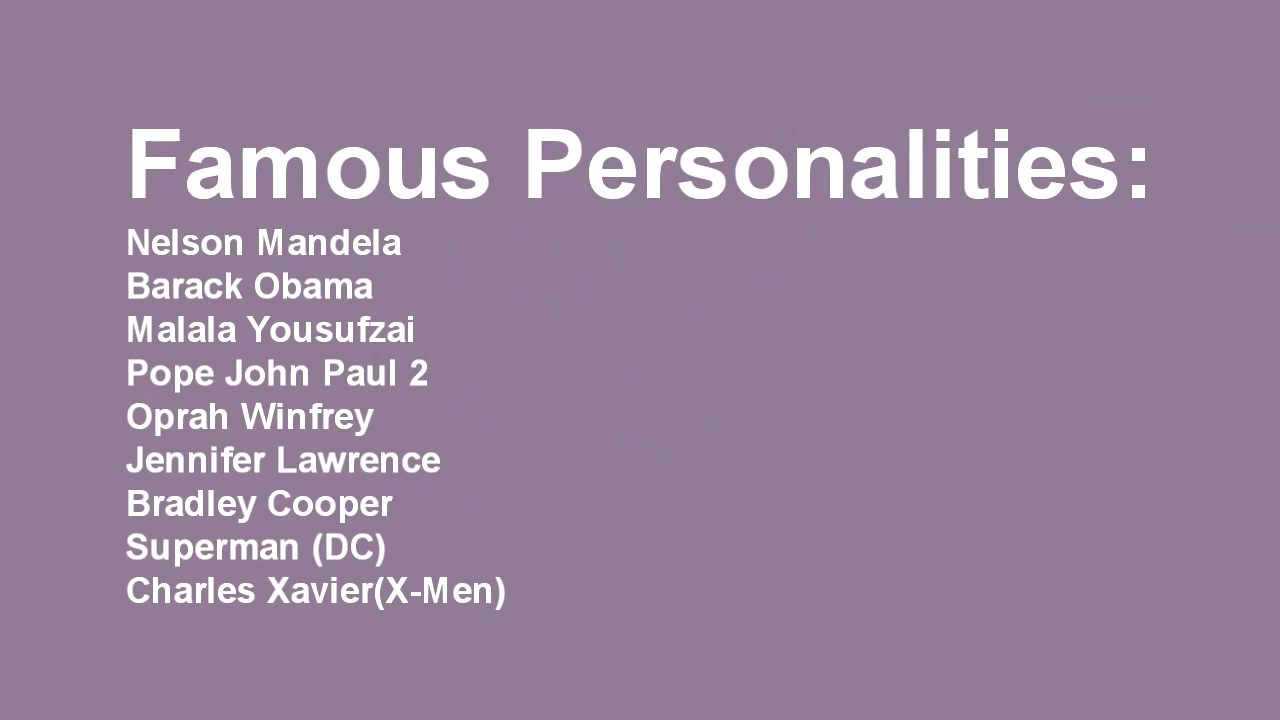 Famous Personalities:
Nelson Mandela
Barack Obama
Malala Yousufzai
Pope John Paul 2
Oprah Winfrey
Jennifer Lawrence
Bradley Cooper
Superman (DC)
Charles Xavier(X-Men)